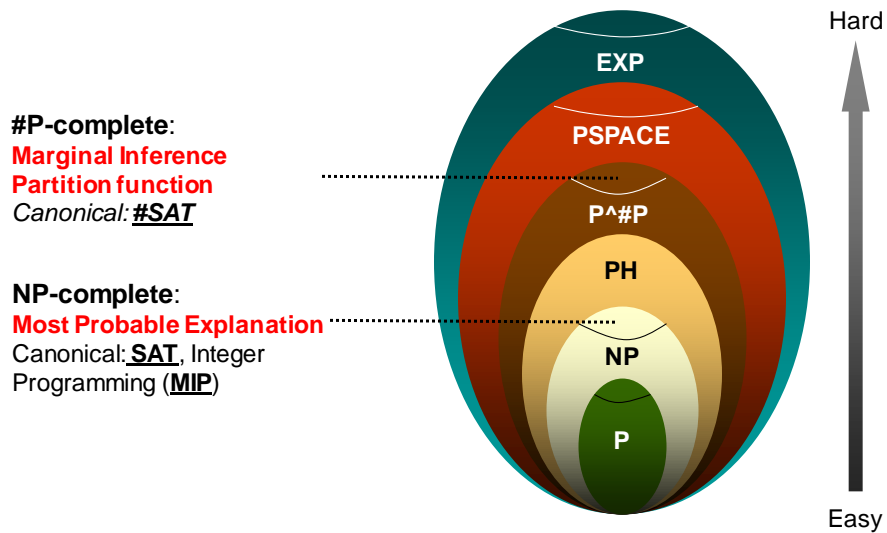 Hard
EXP
PSPACE
P^#P
PH
NP
P
Easy
#P-complete:
Marginal Inference
Partition function
Canonical: #SAT
NP-complete:
Most Probable Explanation
Canonical: SAT, Integer
Programming (MIP)